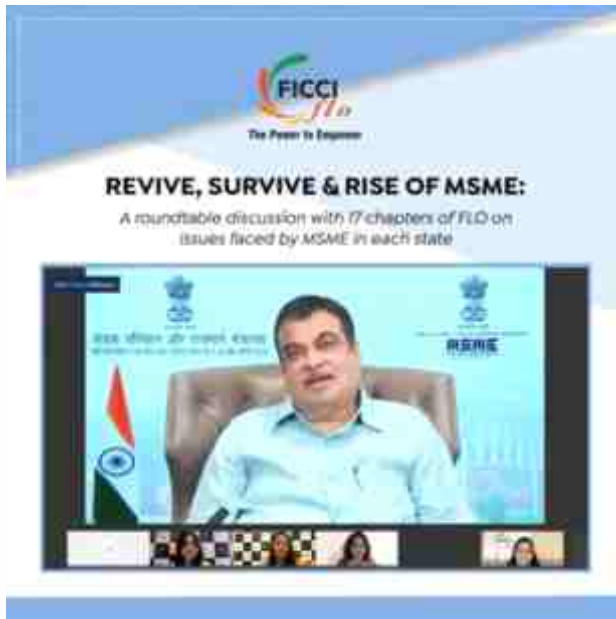 FICCI
flo
The Power to Empower
REVIVE, SURVIVE & RISE OF MSME:
A roundtable discussion with 17 chapters of FLO on
issues faced by MSME in each state
MSME